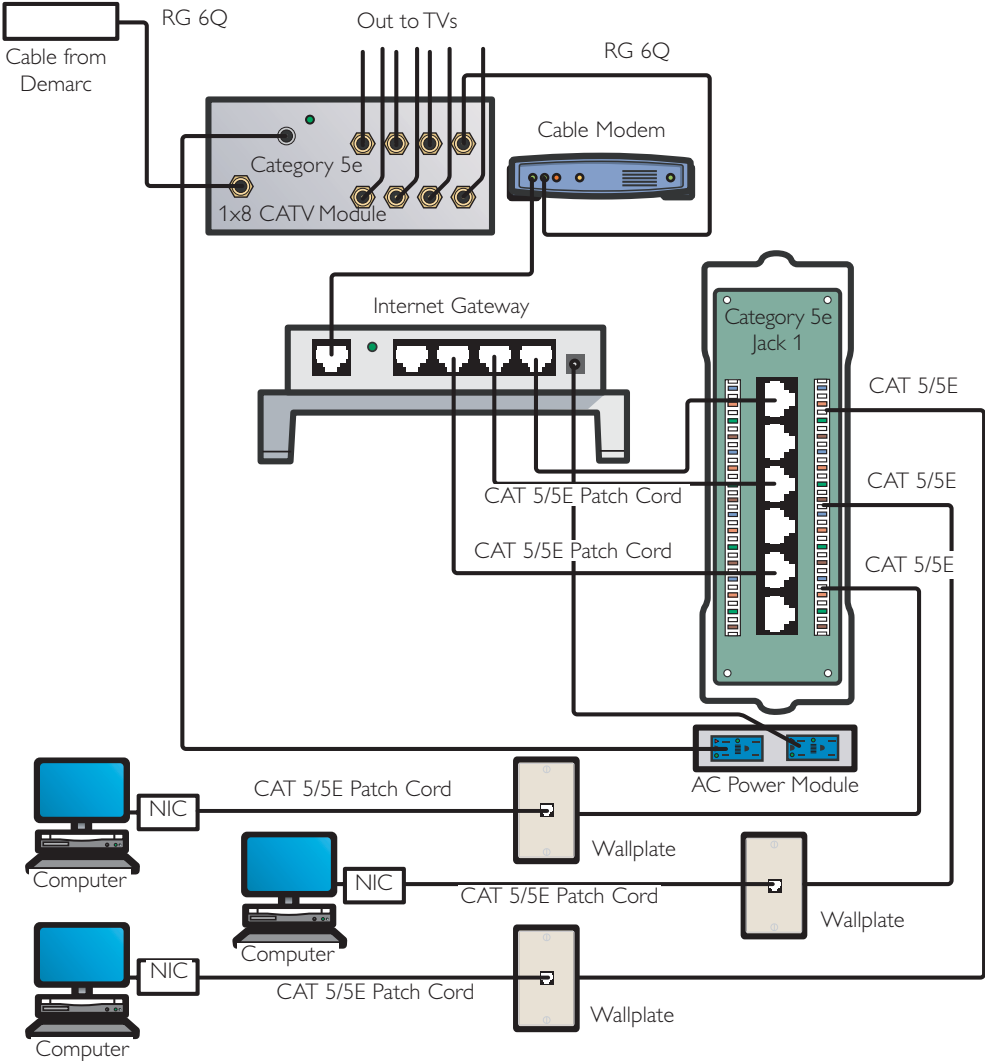 RG 6Q
Out to TVs
RG 6Q
Cable from
Demarc
Cable Modem
Category 5e
1x8 CATV Module
Internet Gateway
Category 5e
Jack 1
CAT 5/5E
CAT 5/5E
CAT 5/5E Patch Cord
CAT 5/5E Patch Cord
CAT 5/5E
AC Power Module
CAT 5/5E Patch Cord
NIC
Wallplate
Computer
NIC
CAT 5/5E Patch Cord
Wallplate
Computer
NIC
CAT 5/5E Patch Cord
Wallplate
Computer